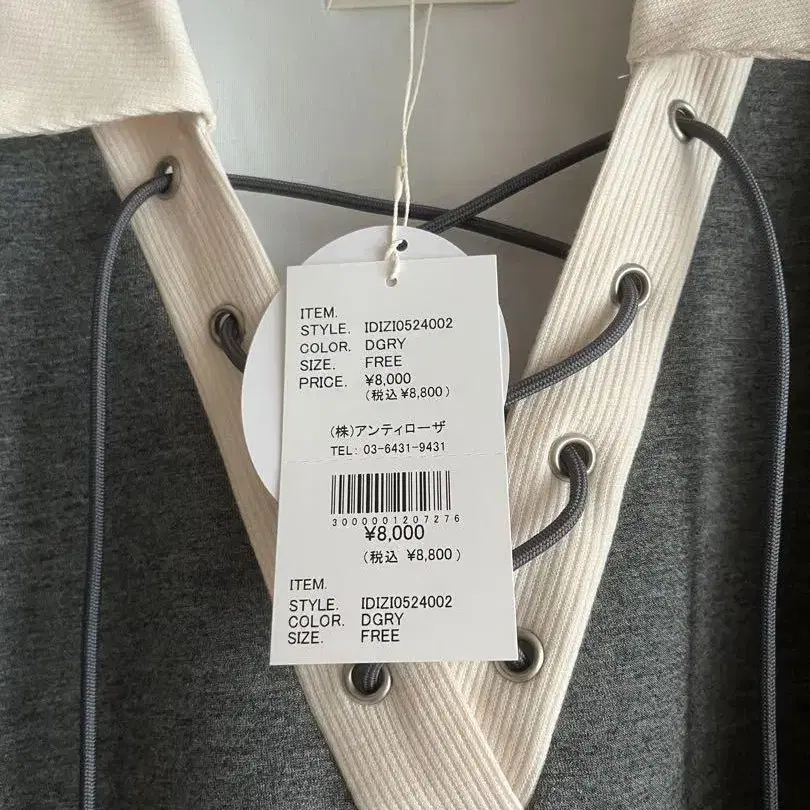 ITEM.
STYLE. IDIZI0524002
COLOR. DGRY
SIZE. FREE
PRICE. ¥8,000
(税込 ¥8,800)
(株)アンティローザ
TEL: 03-6431-9431
3000001207276
¥8,000
(税込 ¥8,800)
ITEM.
STYLE. IDIZI0524002
COLOR. DGRY
SIZE. FREE